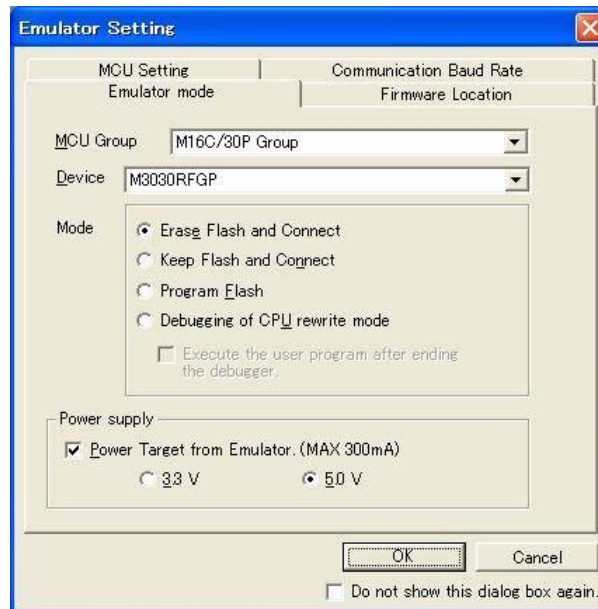 Emulator Setting
MCU Setting
Communication Baud Rate
Emulator mode
Firmware Location
MCU Group
M16C/30P Group
Device
M3030RFGP
Mode
Erase Flash and Connect
Keep Flash and Connect
Program Flash
Debugging of CPU rewrite mode
Execute the user program after ending
the debugger.
Power supply
Power Target from Emulator. (MAX 300mA)
3.3 V
5.0 V
OK
Cancel
Do not show this dialog box again.